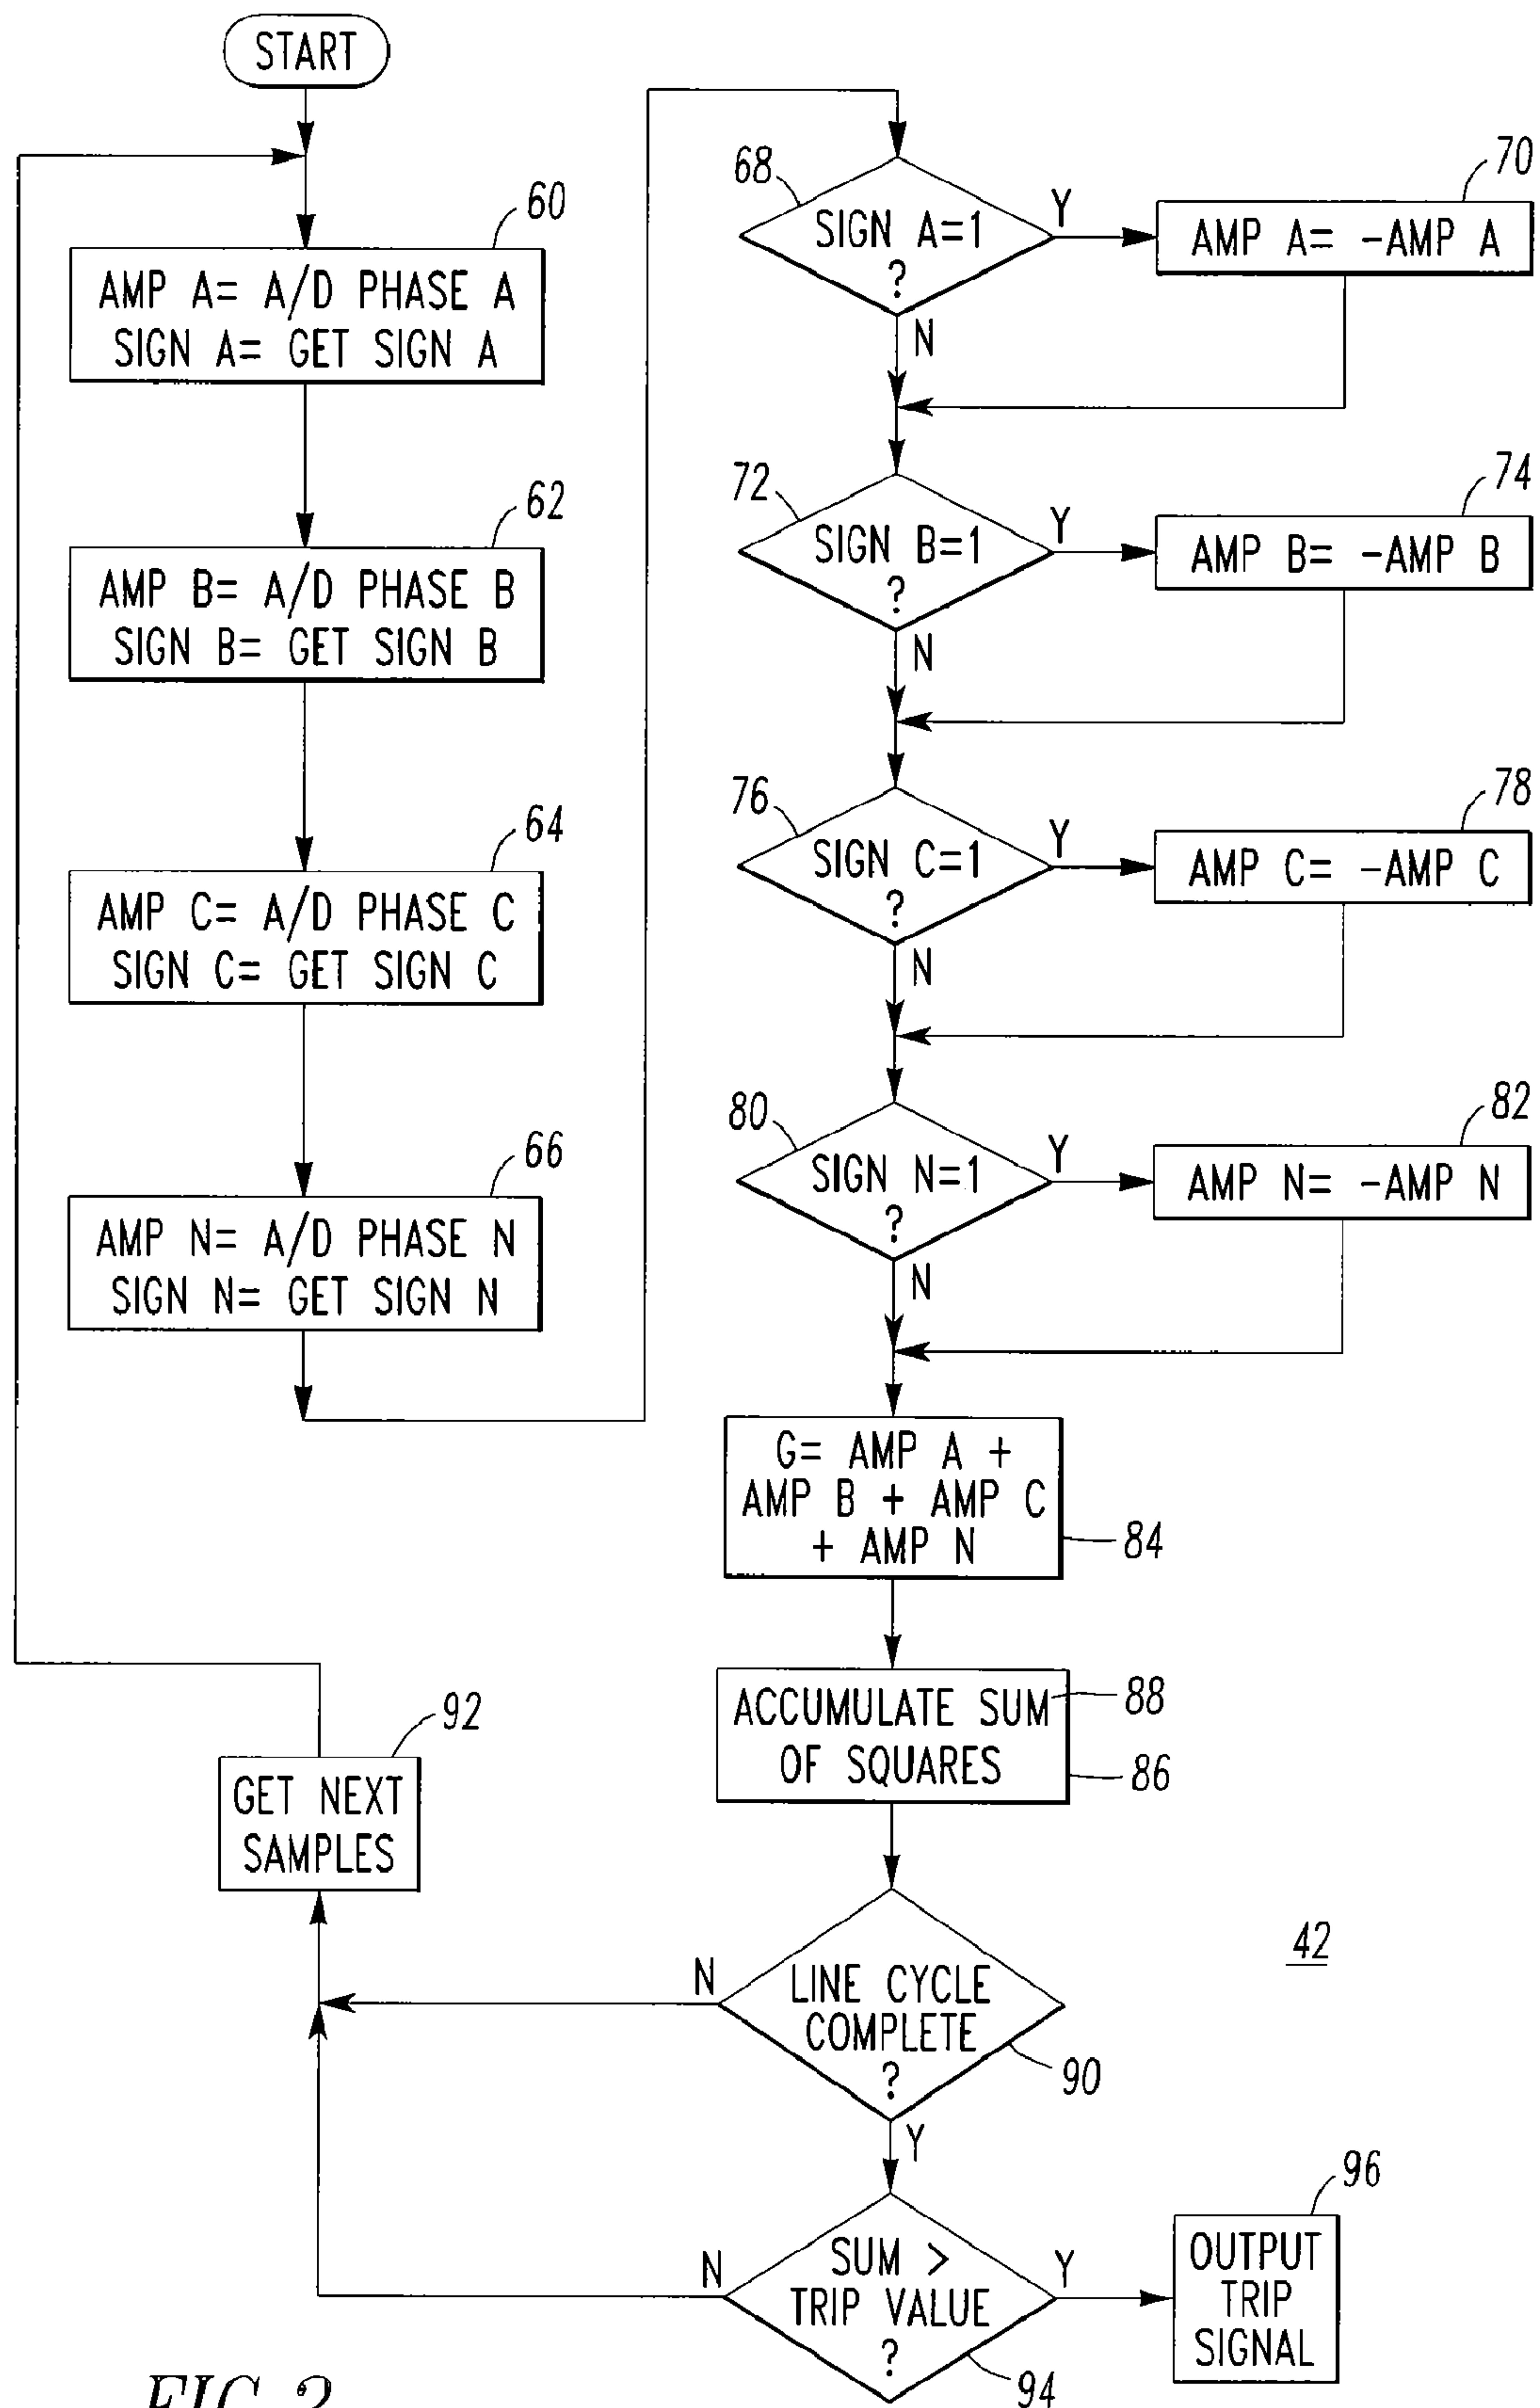 START
60
AMP A= A/D PHASE A
SIGN A= GET SIGN A
62
AMP B= A/D PHASE B
SIGN B= GET SIGN B
64
AMP C= A/D PHASE C
SIGN C= GET SIGN C
66
AMP N= A/D PHASE N
SIGN N= GET SIGN N
68
SIGN A=1
?
Y
N
70
AMP A= -AMP A
72
SIGN B=1
?
Y
N
74
AMP B= -AMP B
76
SIGN C=1
?
Y
N
78
AMP C= -AMP C
80
SIGN N=1
?
Y
N
82
AMP N= -AMP N
G= AMP A +
AMP B + AMP C
+ AMP N
84
ACCUMULATE SUM
OF SQUARES
88
86
92
GET NEXT
SAMPLES
LINE CYCLE
COMPLETE
?
N
Y
90
42
SUM >
TRIP VALUE
?
N
Y
94
96
OUTPUT
TRIP
SIGNAL
FIG.2